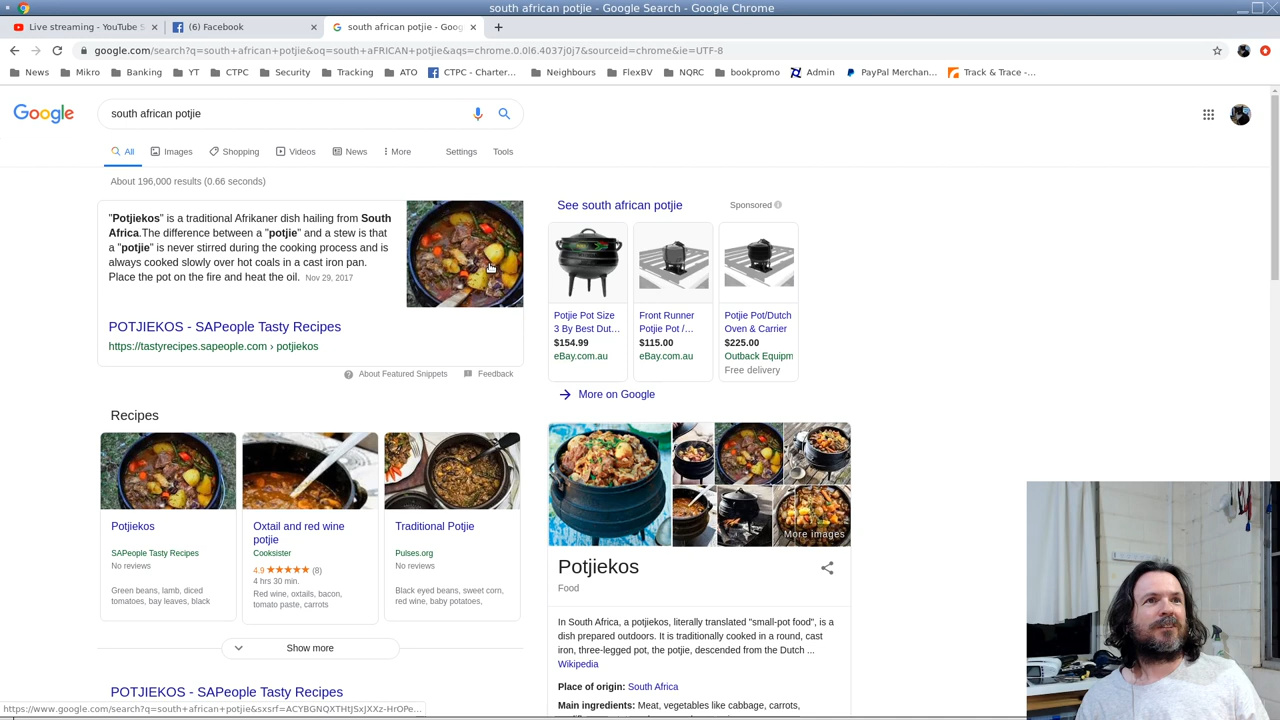 south african potjie - Google Search - Google Chrome
Live streaming - YouTube S
(6) Facebook
south african potjie - Goog
google.com/search?q=south+african+potjie&oq=south+aFRICAN+potjie&aqs=chrome.0.0l6.4037j0j7&sourceid=chrome&ie=UTF-8
News Mikro Banking YT CTPC Security Tracking ATO CTPC - Charter... Neighbours FlexBV NQRC bookpromo Admin PayPal Merchan... Track & Trace -...
Google
south african potjie
All Images Shopping Videos News More Settings Tools
About 196,000 results (0.66 seconds)
"Potjiekos" is a traditional Afrikaner dish hailing from South
Africa.The difference between a "potjie" and a stew is that
a "potjie" is never stirred during the cooking process and is
always cooked slowly over hot coals in a cast iron pan.
Place the pot on the fire and heat the oil. Nov 29, 2017
POTJIEKOS - SAPeople Tasty Recipes
https://tastyrecipes.sapeople.com › potjiekos
About Featured Snippets Feedback
See south african potjie Sponsored
Potjie Pot Size
3 By Best Dut...
$154.99
eBay.com.au
Front Runner
Potjie Pot /...
$115.00
eBay.com.au
Potjie Pot/Dutch
Oven & Carrier
$225.00
Outback Equipm
Free delivery
More on Google
Recipes
Potjiekos
SAPeople Tasty Recipes
No reviews
Green beans, lamb, diced
tomatoes, bay leaves, black
Oxtail and red wine
potjie
Cooksister
4.9 ★★★★★ (8)
4 hrs 30 min.
Red wine, oxtails, bacon,
tomato paste, carrots
Traditional Potjie
Pulses.org
No reviews
Black eyed beans, sweet corn,
red wine, baby potatoes,
Show more
POTJIEKOS - SAPeople Tasty Recipes
More images
Potjiekos
Food
In South Africa, a potjiekos, literally translated "small-pot food", is a
dish prepared outdoors. It is traditionally cooked in a round, cast
iron, three-legged pot, the potjie, descended from the Dutch ...
Wikipedia
Place of origin: South Africa
Main ingredients: Meat, vegetables like cabbage, carrots,